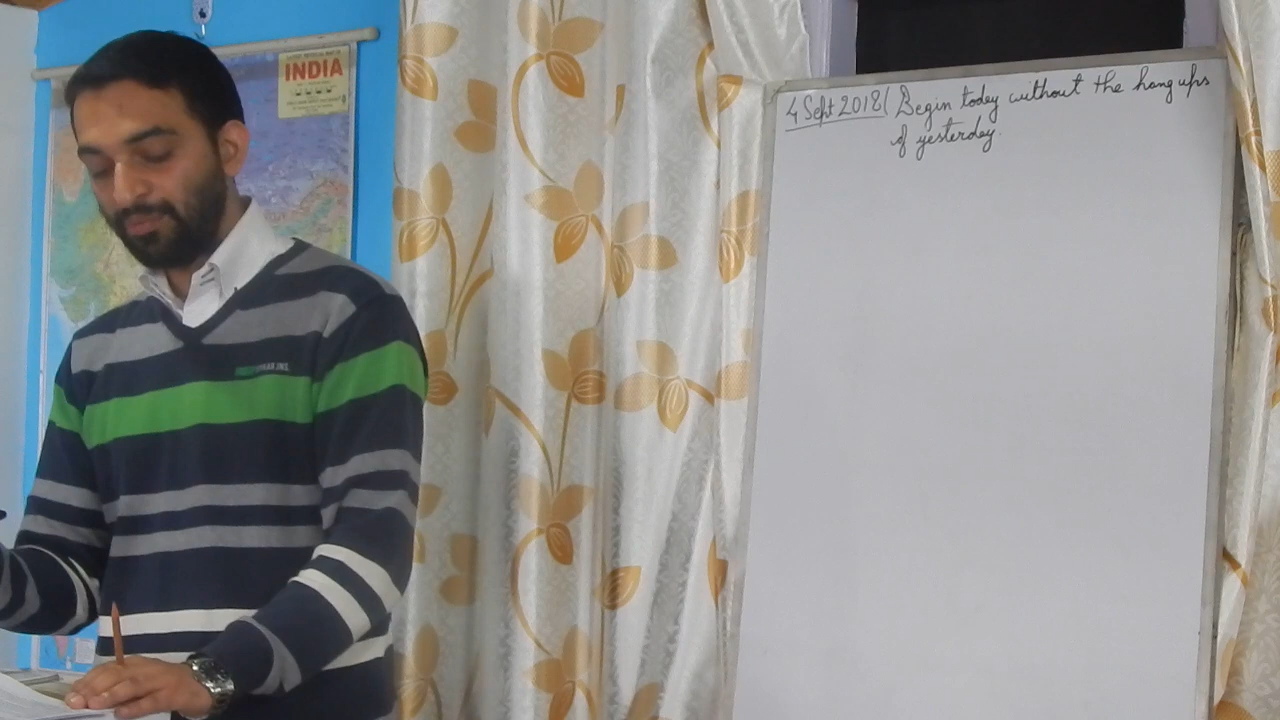 INDIA
4 Sept 2018( Begin today without the hang ups
of yesterday.